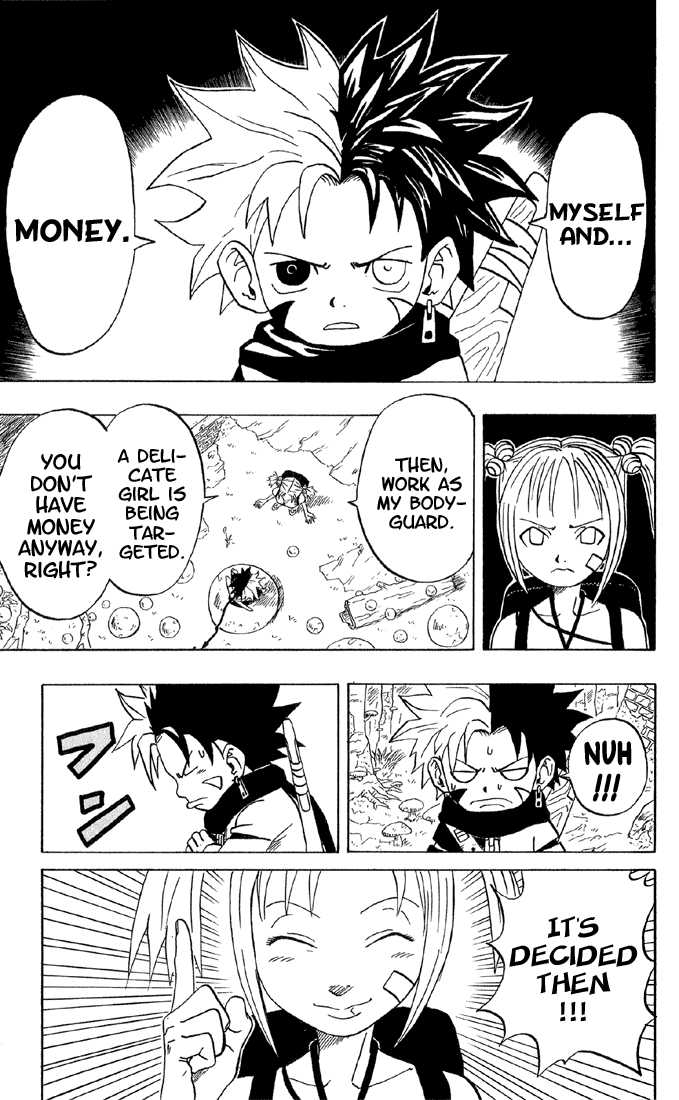 MYSELF
AND...
MONEY.
THEN,
WORK AS
MY BODY-
GUARD.
A DELI-
CATE
GIRL IS
BEING
TAR-
GETED.
YOU
DON'T
HAVE
MONEY
ANYWAY,
RIGHT?
NUH
!!!
プン
IT'S
DECIDED
THEN
!!!